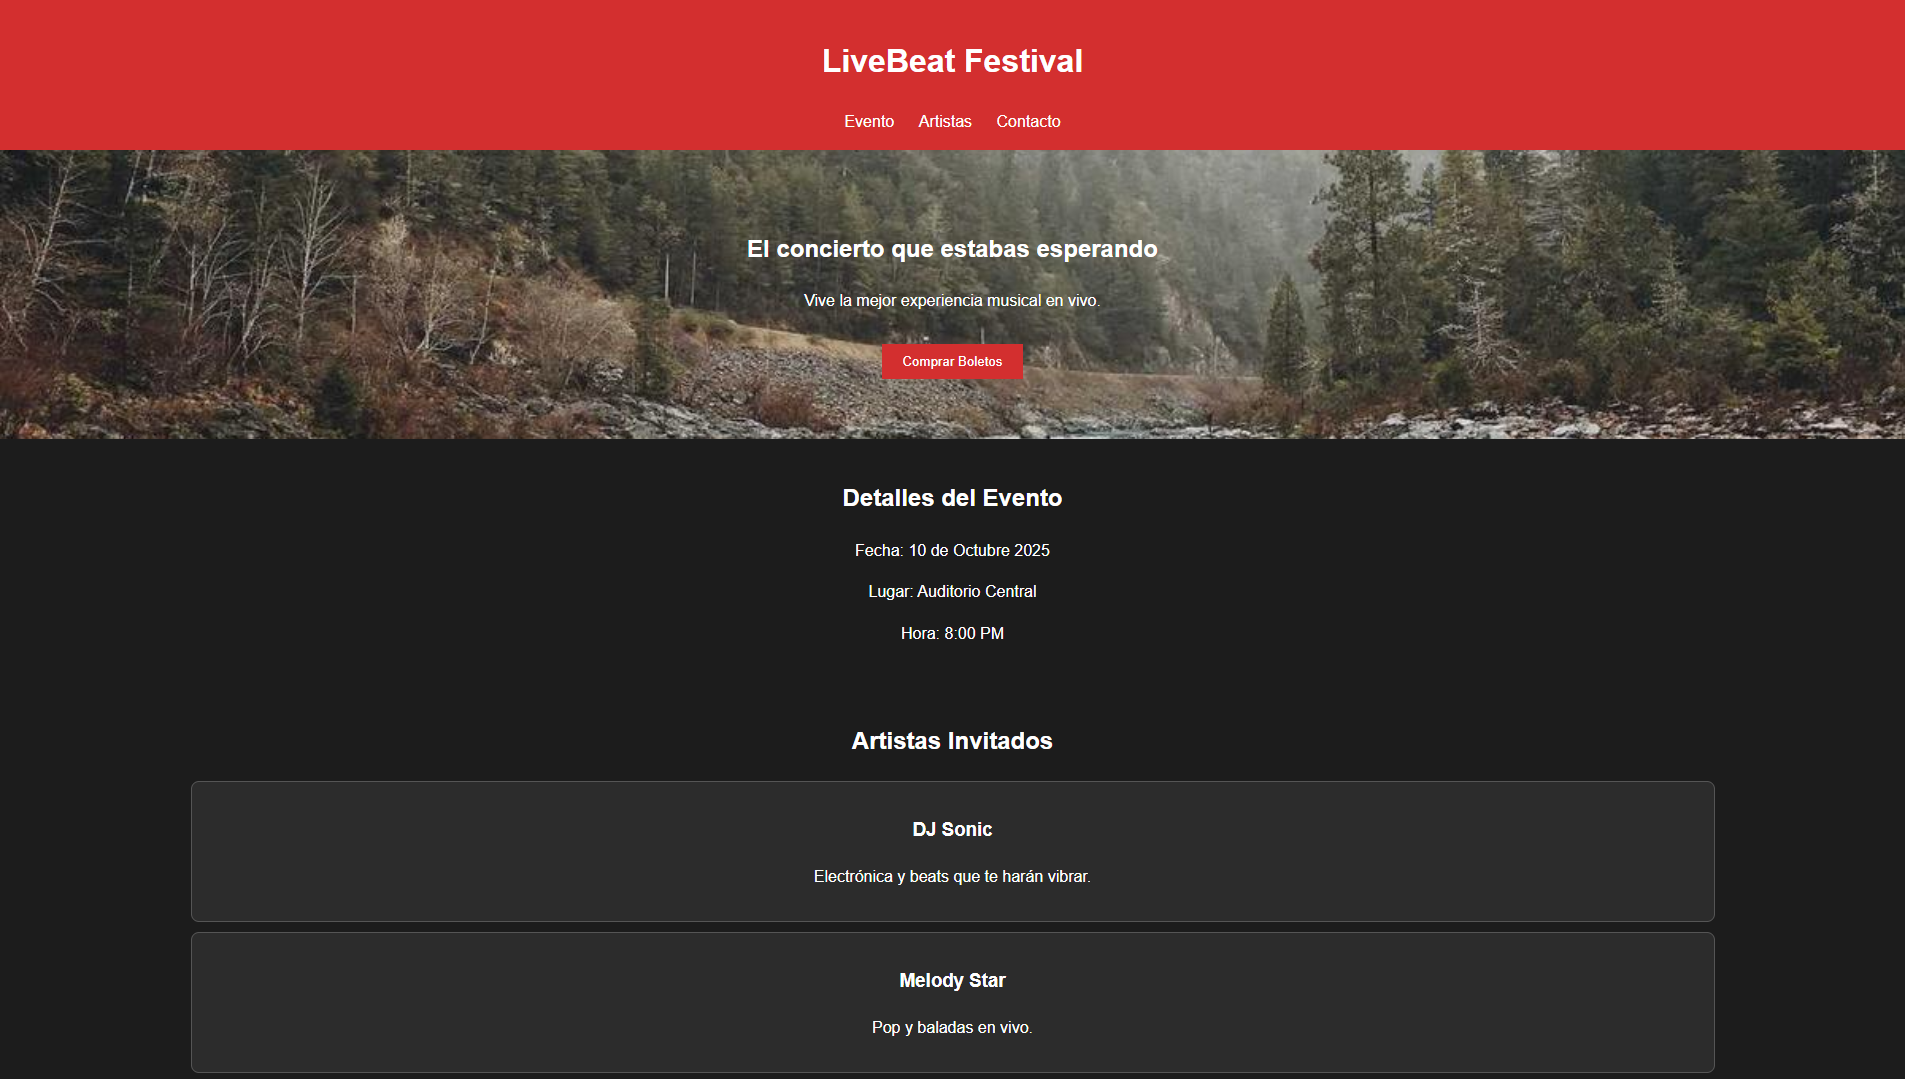 LiveBeat Festival
Evento Artistas Contacto
El concierto que estabas esperando
Vive la mejor experiencia musical en vivo.
Comprar Boletos
Detalles del Evento
Fecha: 10 de Octubre 2025
Lugar: Auditorio Central
Hora: 8:00 PM
Artistas Invitados
DJ Sonic
Electrónica y beats que te harán vibrar.
Melody Star
Pop y baladas en vivo.